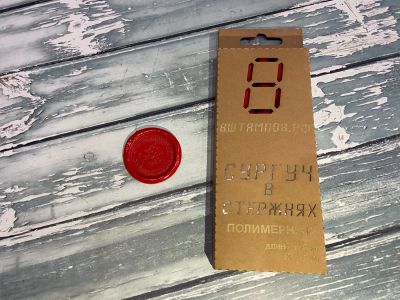 8
8ШТАМПОВ.РФ
СУРГУЧ
В
СТЕРЖНЯХ
ПОЛИМЕРНЫЙ